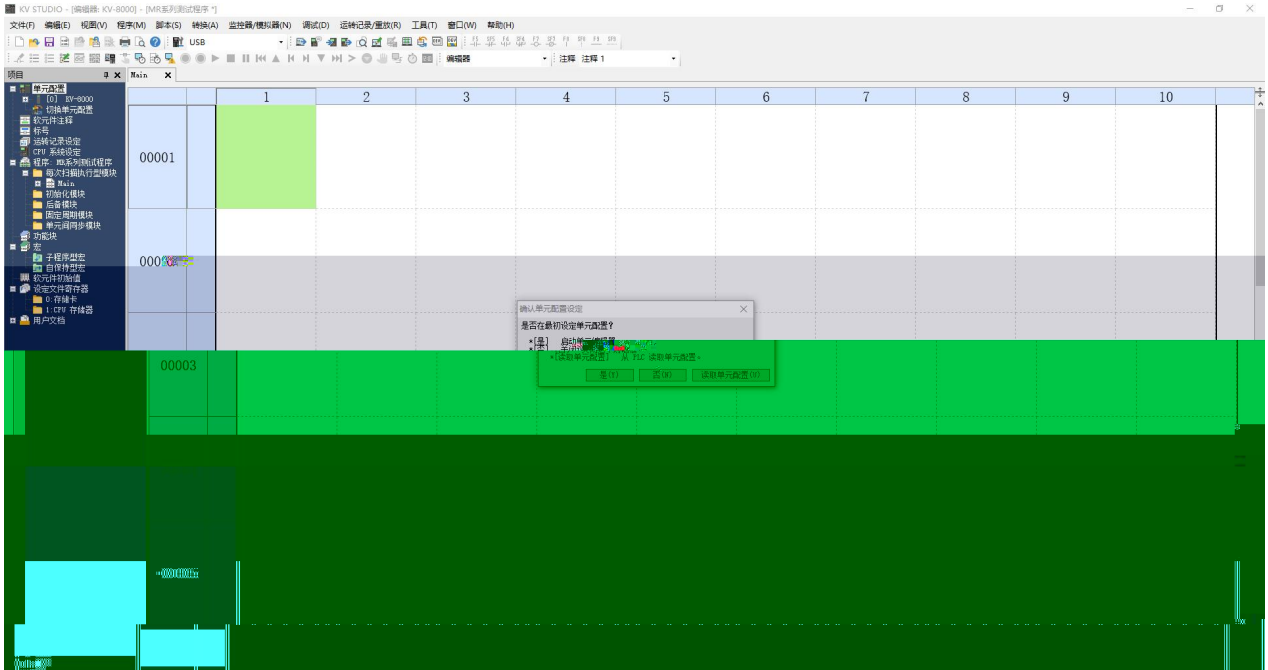 KV STUDIO - [编辑器: KV-8000] - [MR系列测试程序 *]
文件(F) 编辑(E) 视图(V) 程序(M) 脚本(S) 转换(A) 监控器/模拟器(N) 调试(D) 运转记录/重放(R) 工具(T) 窗口(W) 帮助(H)
USB
编辑器 注释 注释 1
项目 Main
单元配置
[0] KV-8000
切换单元配置
软元件注释
标号
运转记录设定
CPU 系统设定
程序: MR系列测试程序
每次扫描执行型模块
Main
初始化模块
后备模块
固定周期模块
单元间同步模块
功能块
宏
子程序型宏
自保持型宏
软元件初始值
设定文件寄存器
0:存储卡
1:CPU 存储器
用户文档
1 2 3 4 5 6 7 8 9 10
00001
00003
确认单元配置设定
是否在最初设定单元配置?
*[是] 启动单元编辑器
*[读取单元配置] 从 PLC 读取单元配置。
是(Y) 否(N) 读取单元配置(U)